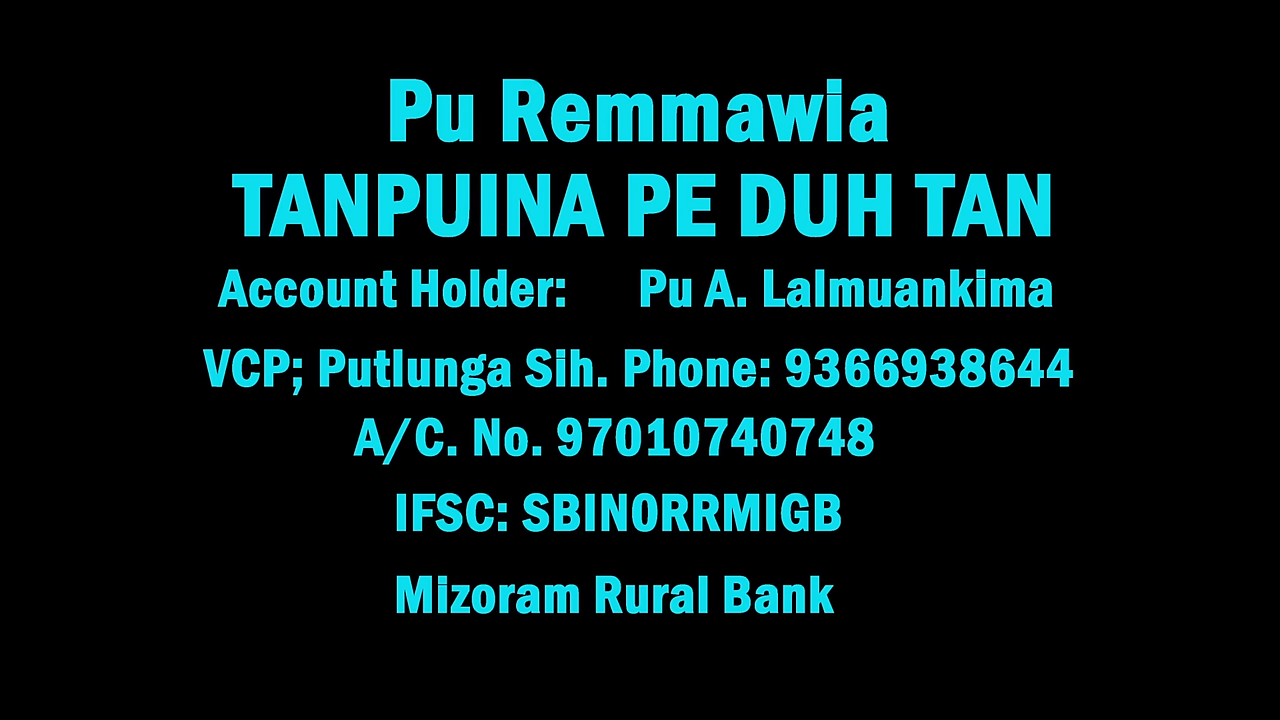 Pu Remmawia
TANPUINA PE DUH TAN
Account Holder: Pu A. Lalmuankima
VCP; Putlunga Sih. Phone: 9366938644
A/C. No. 97010740748
IFSC: SBIN0RRMIGB
Mizoram Rural Bank